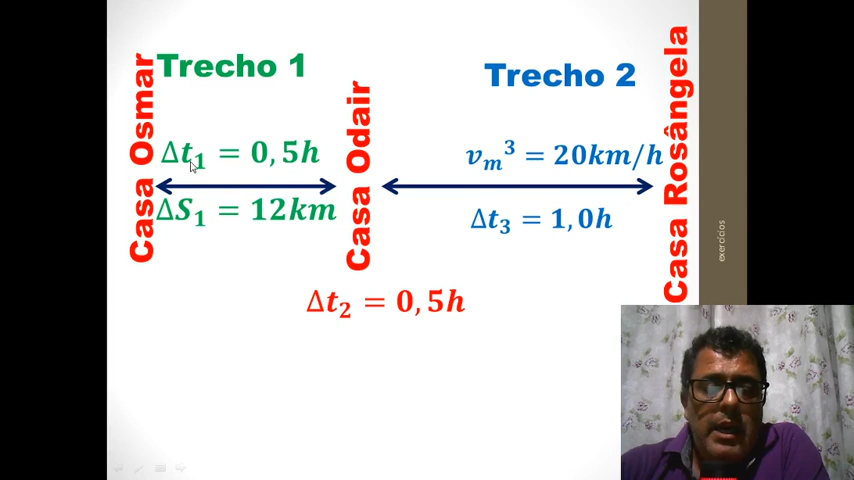 Trecho 1
Trecho 2
Casa Osmar
Casa Odair
Casa Rosângela
Δt₁ = 0,5h
ΔS₁ = 12km
vₘ³ = 20km/h
Δt₃ = 1,0h
Δt₂ = 0,5h
exercícios